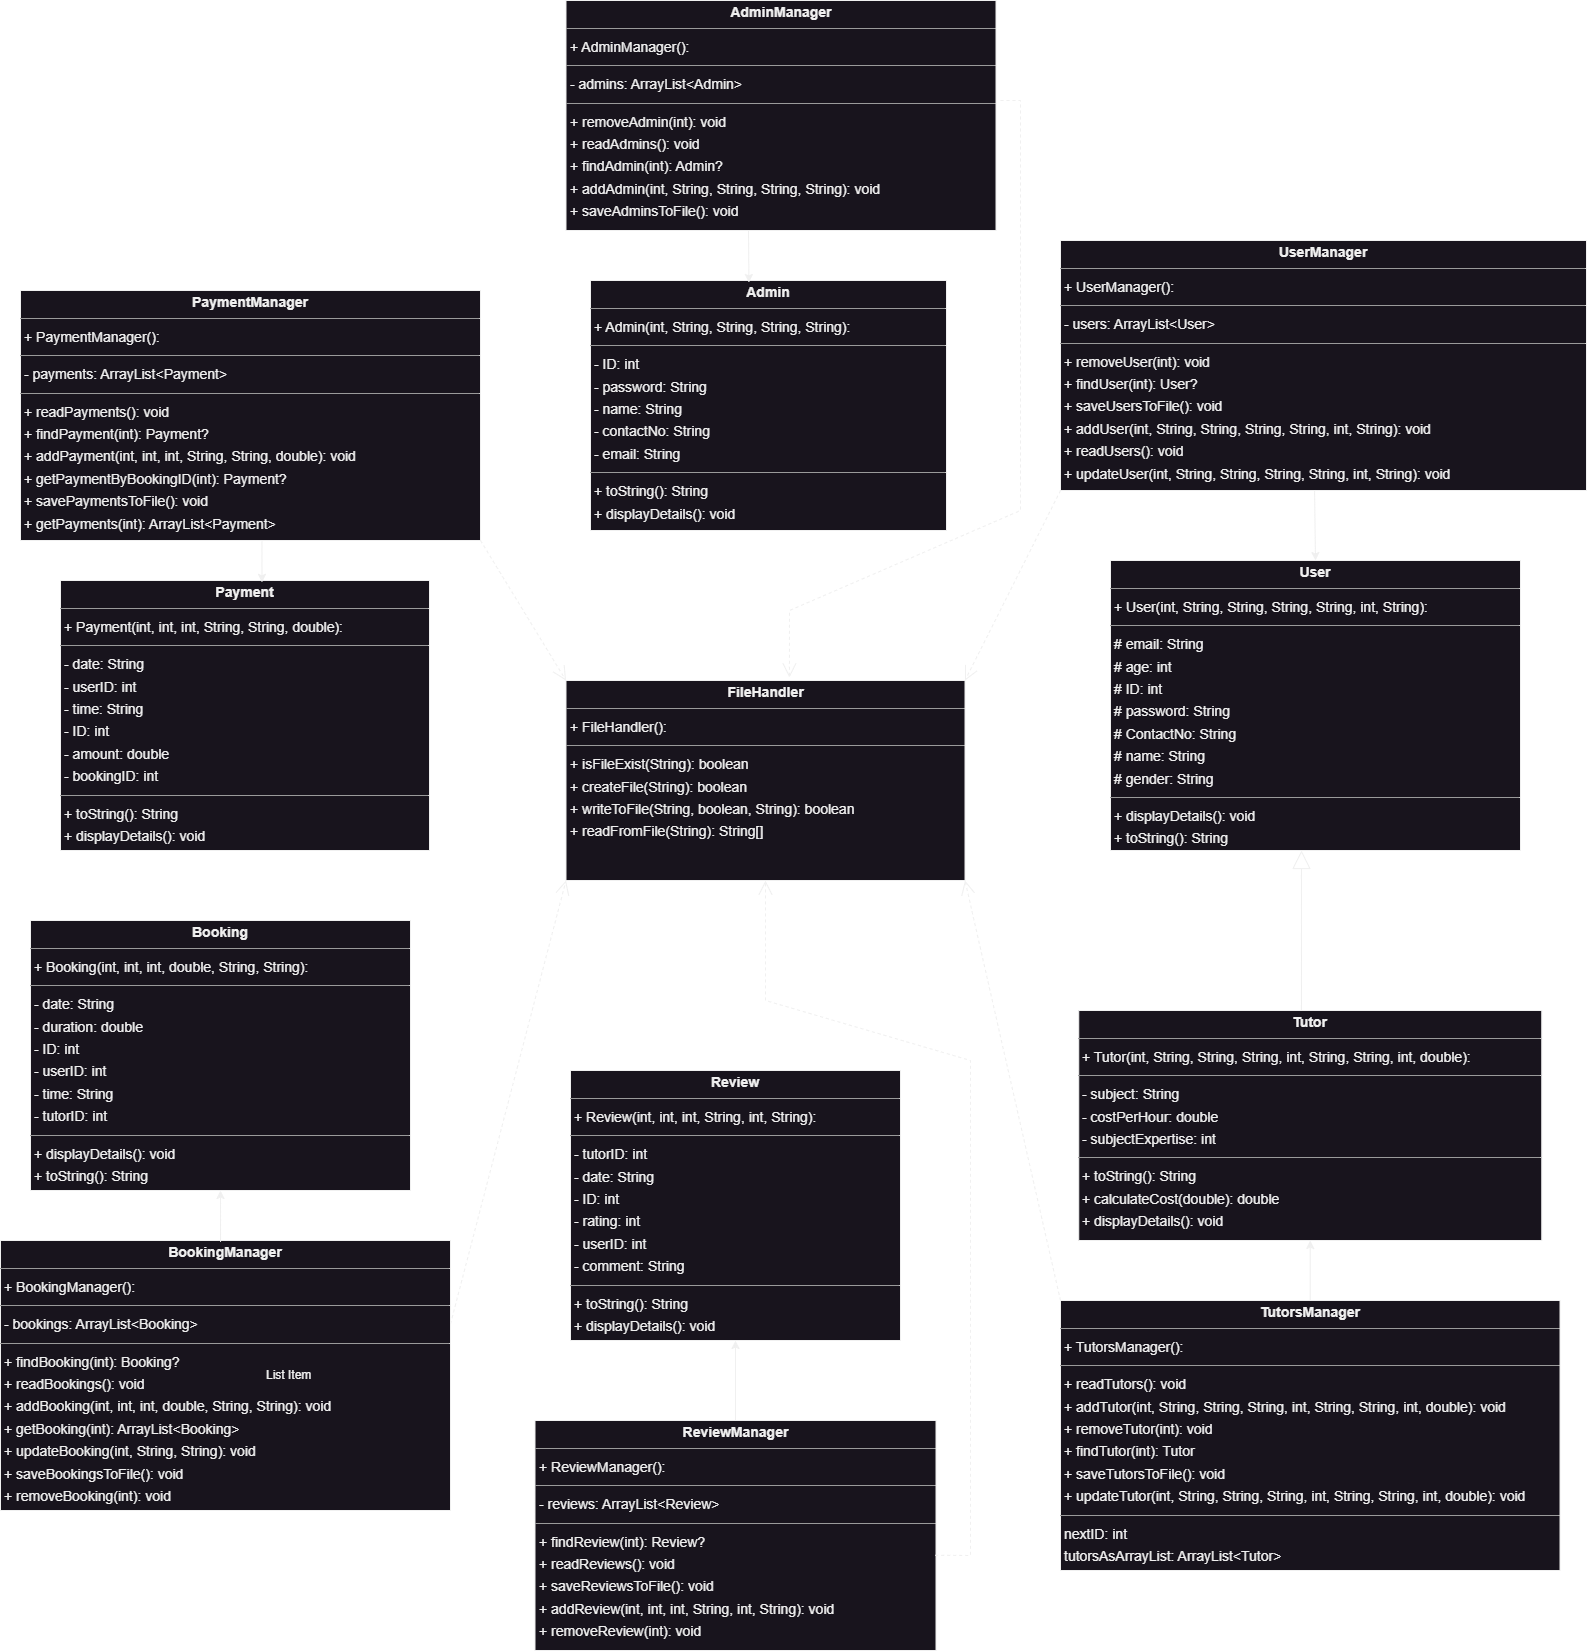 AdminManager
+ AdminManager():
- admins: ArrayList<Admin>
+ removeAdmin(int): void
+ readAdmins(): void
+ findAdmin(int): Admin?
+ addAdmin(int, String, String, String, String): void
+ saveAdminsToFile(): void
UserManager
+ UserManager():
- users: ArrayList<User>
+ removeUser(int): void
+ findUser(int): User?
+ saveUsersToFile(): void
+ addUser(int, String, String, String, String, int, String): void
+ readUsers(): void
+ updateUser(int, String, String, String, String, int, String): void
Admin
+ Admin(int, String, String, String, String):
- ID: int
- password: String
- name: String
- contactNo: String
- email: String
+ toString(): String
+ displayDetails(): void
PaymentManager
+ PaymentManager():
- payments: ArrayList<Payment>
+ readPayments(): void
+ findPayment(int): Payment?
+ addPayment(int, int, int, String, String, double): void
+ getPaymentByBookingID(int): Payment?
+ savePaymentsToFile(): void
+ getPayments(int): ArrayList<Payment>
User
+ User(int, String, String, String, String, int, String):
# email: String
# age: int
# ID: int
# password: String
# ContactNo: String
# name: String
# gender: String
+ displayDetails(): void
+ toString(): String
Payment
+ Payment(int, int, int, String, String, double):
- date: String
- userID: int
- time: String
- ID: int
- amount: double
- bookingID: int
+ toString(): String
+ displayDetails(): void
FileHandler
+ FileHandler():
+ isFileExist(String): boolean
+ createFile(String): boolean
+ writeToFile(String, boolean, String): boolean
+ readFromFile(String): String[]
Booking
+ Booking(int, int, int, double, String, String):
- date: String
- duration: double
- ID: int
- userID: int
- time: String
- tutorID: int
+ displayDetails(): void
+ toString(): String
Tutor
+ Tutor(int, String, String, String, int, String, String, int, double):
- subject: String
- costPerHour: double
- subjectExpertise: int
+ toString(): String
+ calculateCost(double): double
+ displayDetails(): void
Review
+ Review(int, int, int, String, int, String):
- tutorID: int
- date: String
- ID: int
- rating: int
- userID: int
- comment: String
+ toString(): String
+ displayDetails(): void
BookingManager
+ BookingManager():
- bookings: ArrayList<Booking>
+ findBooking(int): Booking?
List Item
+ readBookings(): void
+ addBooking(int, int, int, double, String, String): void
+ getBooking(int): ArrayList<Booking>
+ updateBooking(int, String, String): void
+ saveBookingsToFile(): void
+ removeBooking(int): void
TutorsManager
+ TutorsManager():
+ readTutors(): void
+ addTutor(int, String, String, String, int, String, String, int, double): void
+ removeTutor(int): void
+ findTutor(int): Tutor
+ saveTutorsToFile(): void
+ updateTutor(int, String, String, String, int, String, String, int, double): void
nextID: int
tutorsAsArrayList: ArrayList<Tutor>
ReviewManager
+ ReviewManager():
- reviews: ArrayList<Review>
+ findReview(int): Review?
+ readReviews(): void
+ saveReviewsToFile(): void
+ addReview(int, int, int, String, int, String): void
+ removeReview(int): void